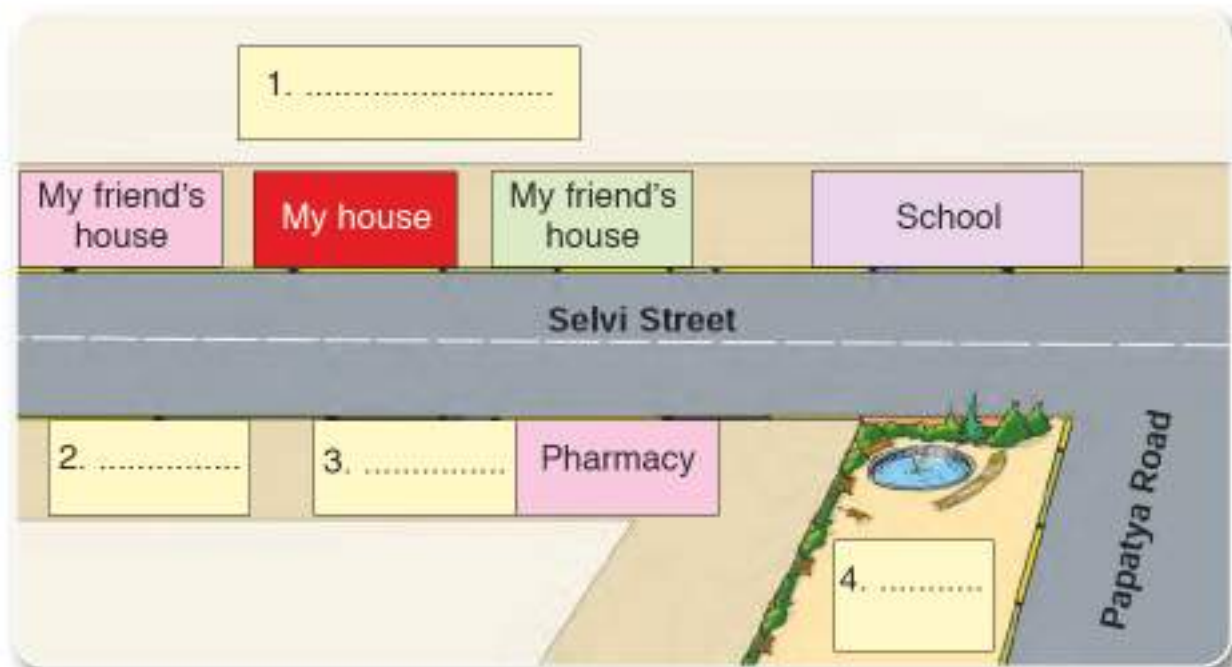 1. ............................
My friend's
house
My house
My friend's
house
School
Selvi Street
2. ................
3. ................
Pharmacy
4. ............
Papatya Road